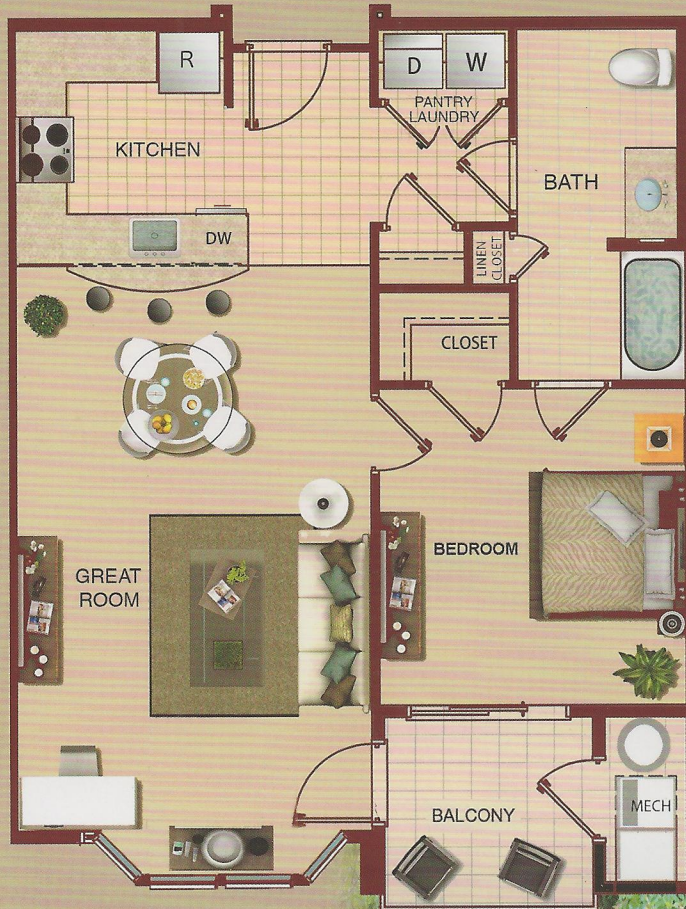 R
D
W
PANTRY
LAUNDRY
KITCHEN
BATH
DW
LINEN
CLOSET
CLOSET
BEDROOM
GREAT
ROOM
MECH
BALCONY